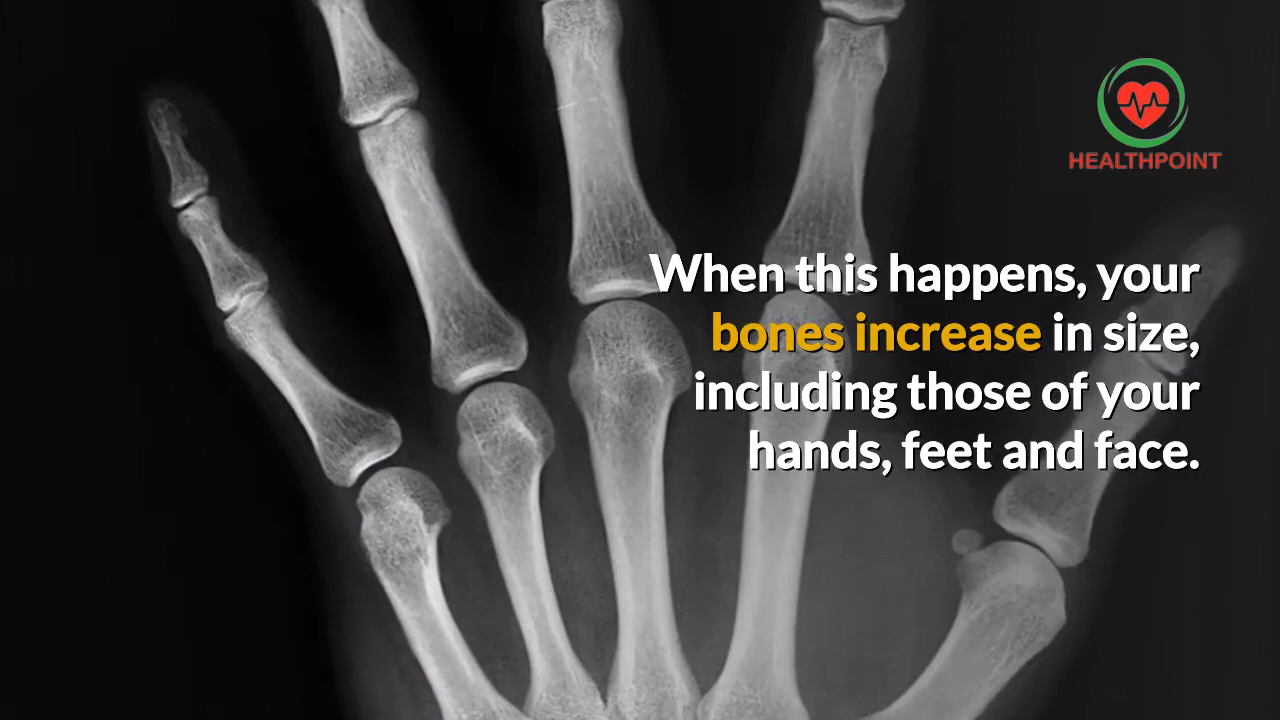 HEALTHPOINT
When this happens, your
bones increase in size,
including those of your
hands, feet and face.